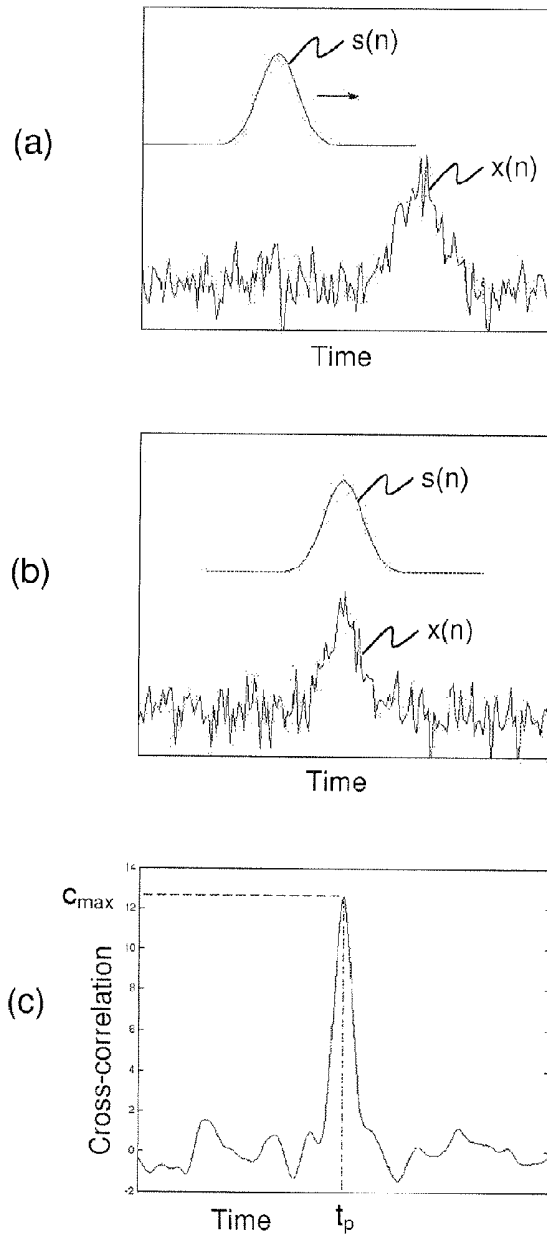 (a)
s(n)
x(n)
Time
(b)
s(n)
x(n)
Time
(c)
Cross-correlation
c_max
14
12
10
8
6
4
2
0
-2
Time
t_p